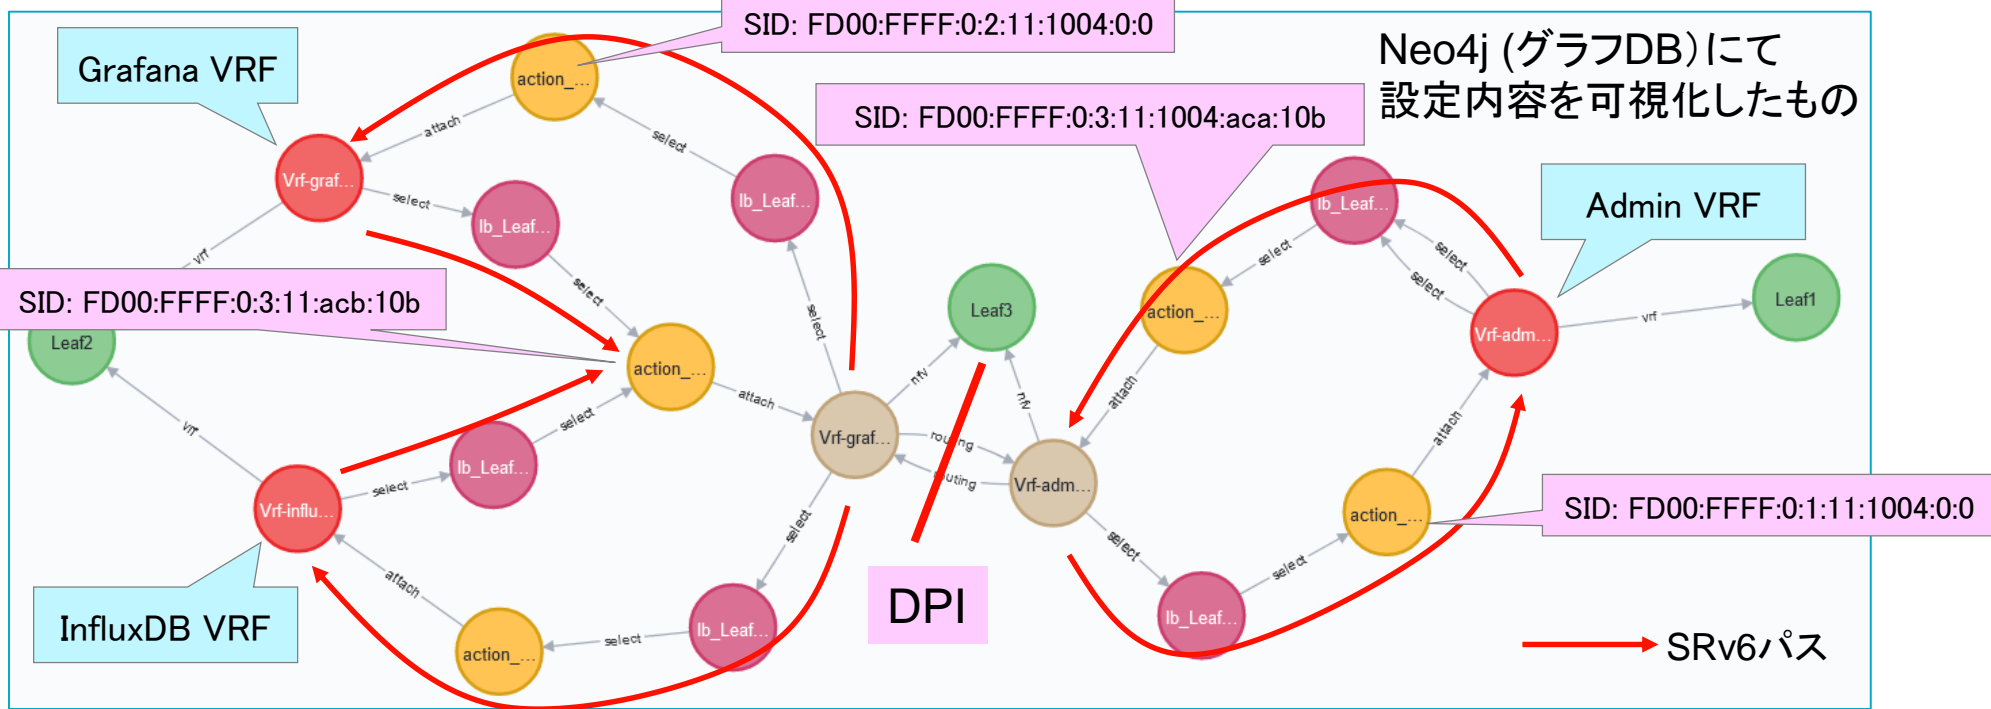 SID: FD00:FFFF:0:2:11:1004:0:0
Neo4j (グラフDB)にて
設定内容を可視化したもの
Grafana VRF
action_...
SID: FD00:FFFF:0:3:11:1004:aca:10b
attach
select
Vrf-graf...
select
lb_Leaf...
lb_Leaf...
lb_Leaf...
Admin VRF
select
select
select
vrf
select
SID: FD00:FFFF:0:3:11:acb:10b
Leaf2
select
Leaf3
action_...
Vrf-adm...
vrf
Leaf1
action_...
attach
nfv
nfv
attach
attach
vrf
select
Vrf-graf...
routing
routing
Vrf-adm...
lb_Leaf...
select
Vrf-influ...
select
select
select
action_...
SID: FD00:FFFF:0:1:11:1004:0:0
attach
InfluxDB VRF
DPI
lb_Leaf...
select
action_...
lb_Leaf...
SRv6パス